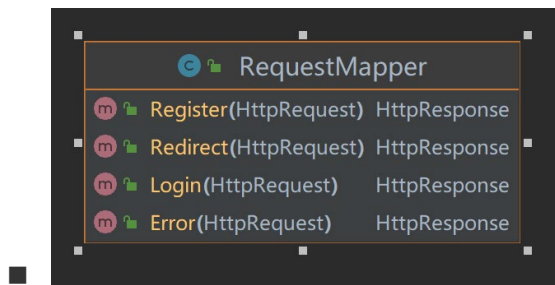 RequestMapper
Register(HttpRequest) HttpResponse
Redirect(HttpRequest) HttpResponse
Login(HttpRequest) HttpResponse
Error(HttpRequest) HttpResponse